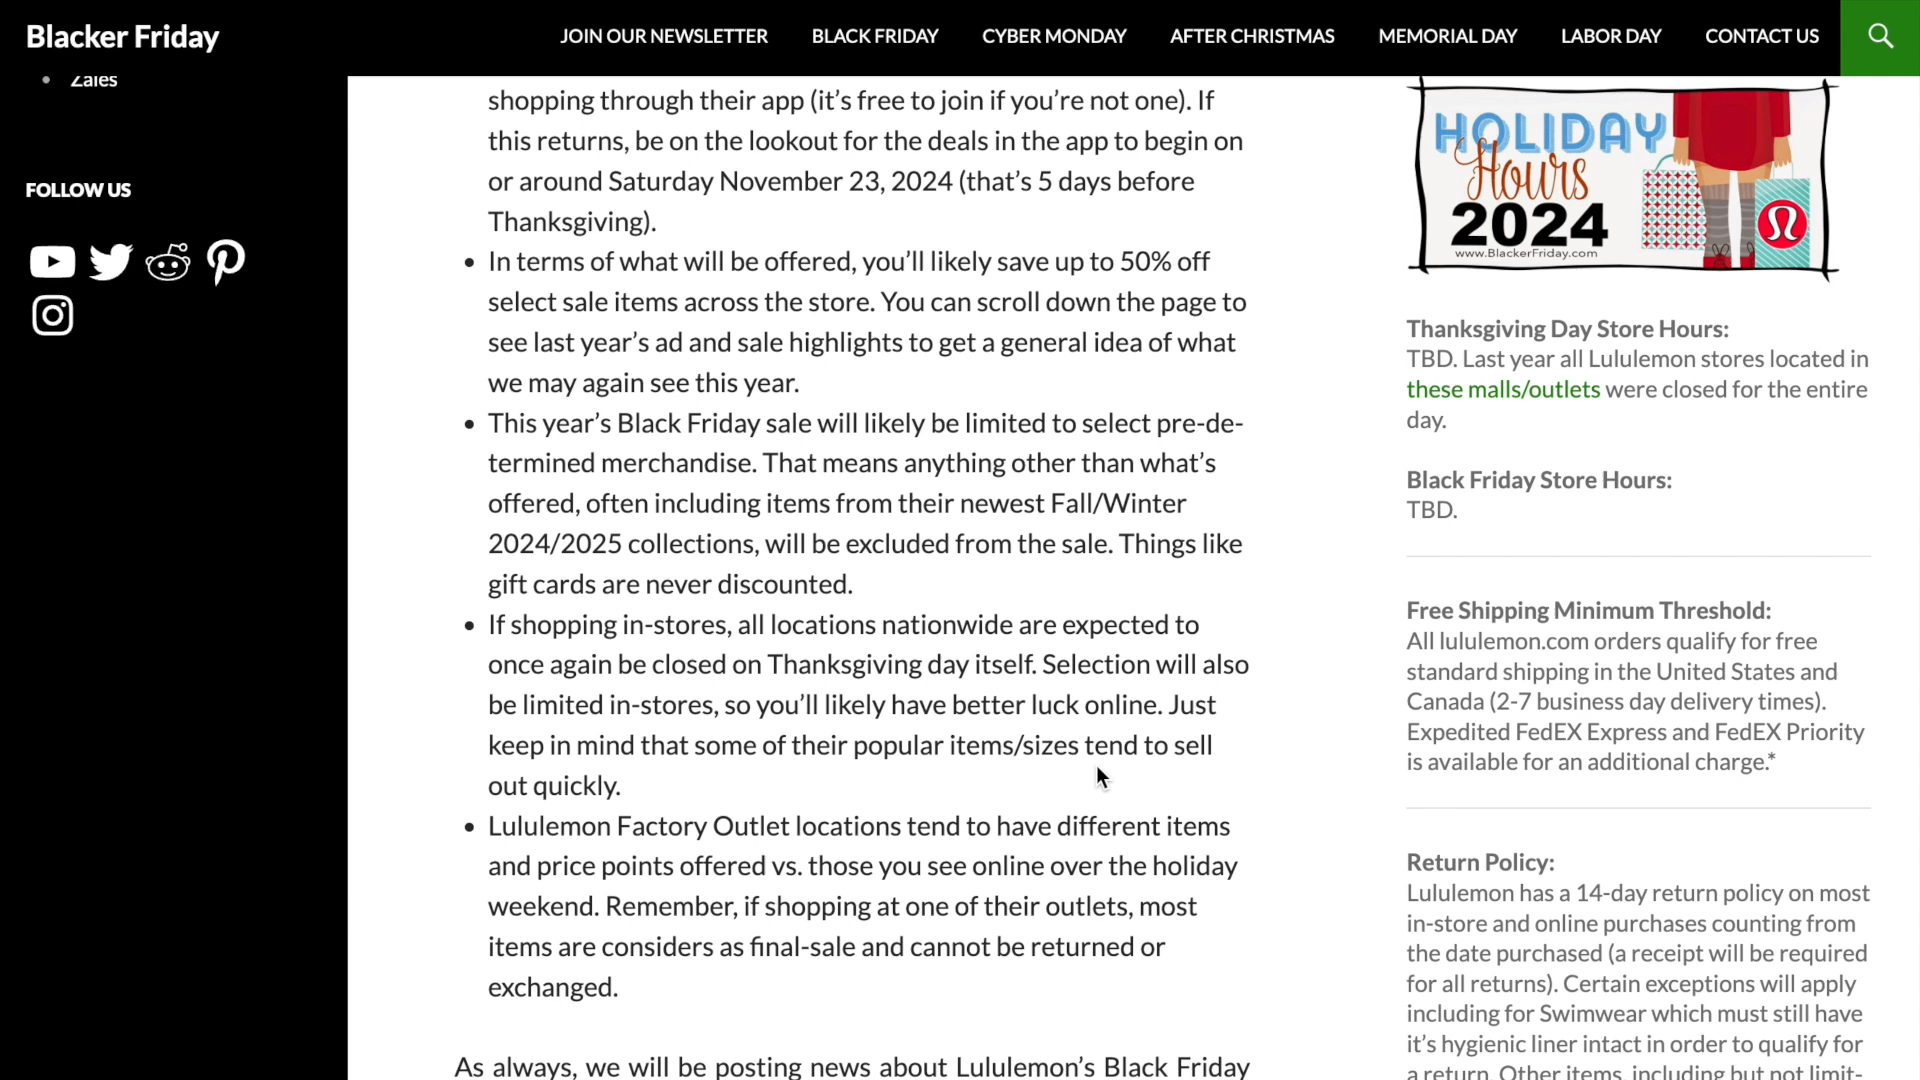 Blacker Friday
JOIN OUR NEWSLETTER
BLACK FRIDAY
CYBER MONDAY
AFTER CHRISTMAS
MEMORIAL DAY
LABOR DAY
CONTACT US
Zales
FOLLOW US
shopping through their app (it’s free to join if you’re not one). If
this returns, be on the lookout for the deals in the app to begin on
or around Saturday November 23, 2024 (that’s 5 days before
Thanksgiving).
In terms of what will be offered, you’ll likely save up to 50% off
select sale items across the store. You can scroll down the page to
see last year’s ad and sale highlights to get a general idea of what
we may again see this year.
This year’s Black Friday sale will likely be limited to select pre-de-
termined merchandise. That means anything other than what’s
offered, often including items from their newest Fall/Winter
2024/2025 collections, will be excluded from the sale. Things like
gift cards are never discounted.
If shopping in-stores, all locations nationwide are expected to
once again be closed on Thanksgiving day itself. Selection will also
be limited in-stores, so you’ll likely have better luck online. Just
keep in mind that some of their popular items/sizes tend to sell
out quickly.
Lululemon Factory Outlet locations tend to have different items
and price points offered vs. those you see online over the holiday
weekend. Remember, if shopping at one of their outlets, most
items are considers as final-sale and cannot be returned or
exchanged.
As always, we will be posting news about Lululemon’s Black Friday
HOLIDAY
Hours
2024
www.BlackerFriday.com
Thanksgiving Day Store Hours:
TBD. Last year all Lululemon stores located in
these malls/outlets were closed for the entire
day.
Black Friday Store Hours:
TBD.
Free Shipping Minimum Threshold:
All lululemon.com orders qualify for free
standard shipping in the United States and
Canada (2-7 business day delivery times).
Expedited FedEX Express and FedEX Priority
is available for an additional charge.*
Return Policy:
Lululemon has a 14-day return policy on most
in-store and online purchases counting from
the date purchased (a receipt will be required
for all returns). Certain exceptions will apply
including for Swimwear which must still have
it’s hygienic liner intact in order to qualify for
a return. Other items, including but not limit-